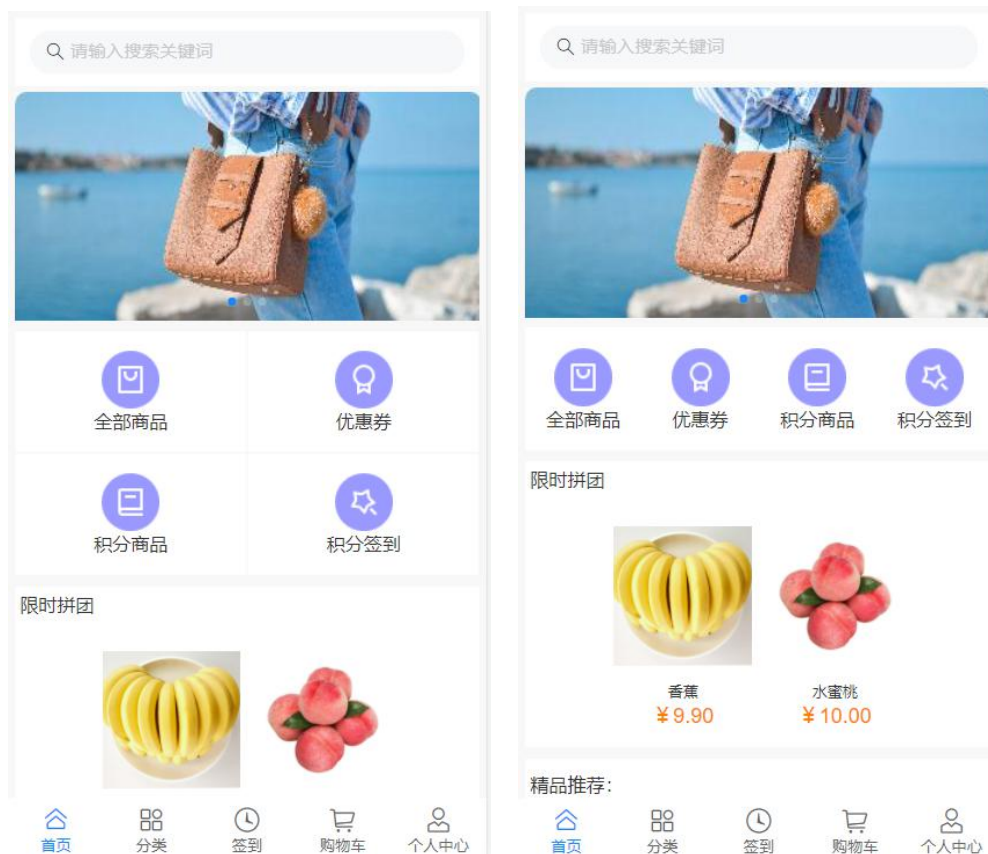 请输入搜索关键词
全部商品
优惠券
积分商品
积分签到
限时拼团
首页
分类
签到
购物车
个人中心
请输入搜索关键词
全部商品
优惠券
积分商品
积分签到
限时拼团
香蕉
水蜜桃
¥9.90
¥10.00
精品推荐:
首页
分类
签到
购物车
个人中心